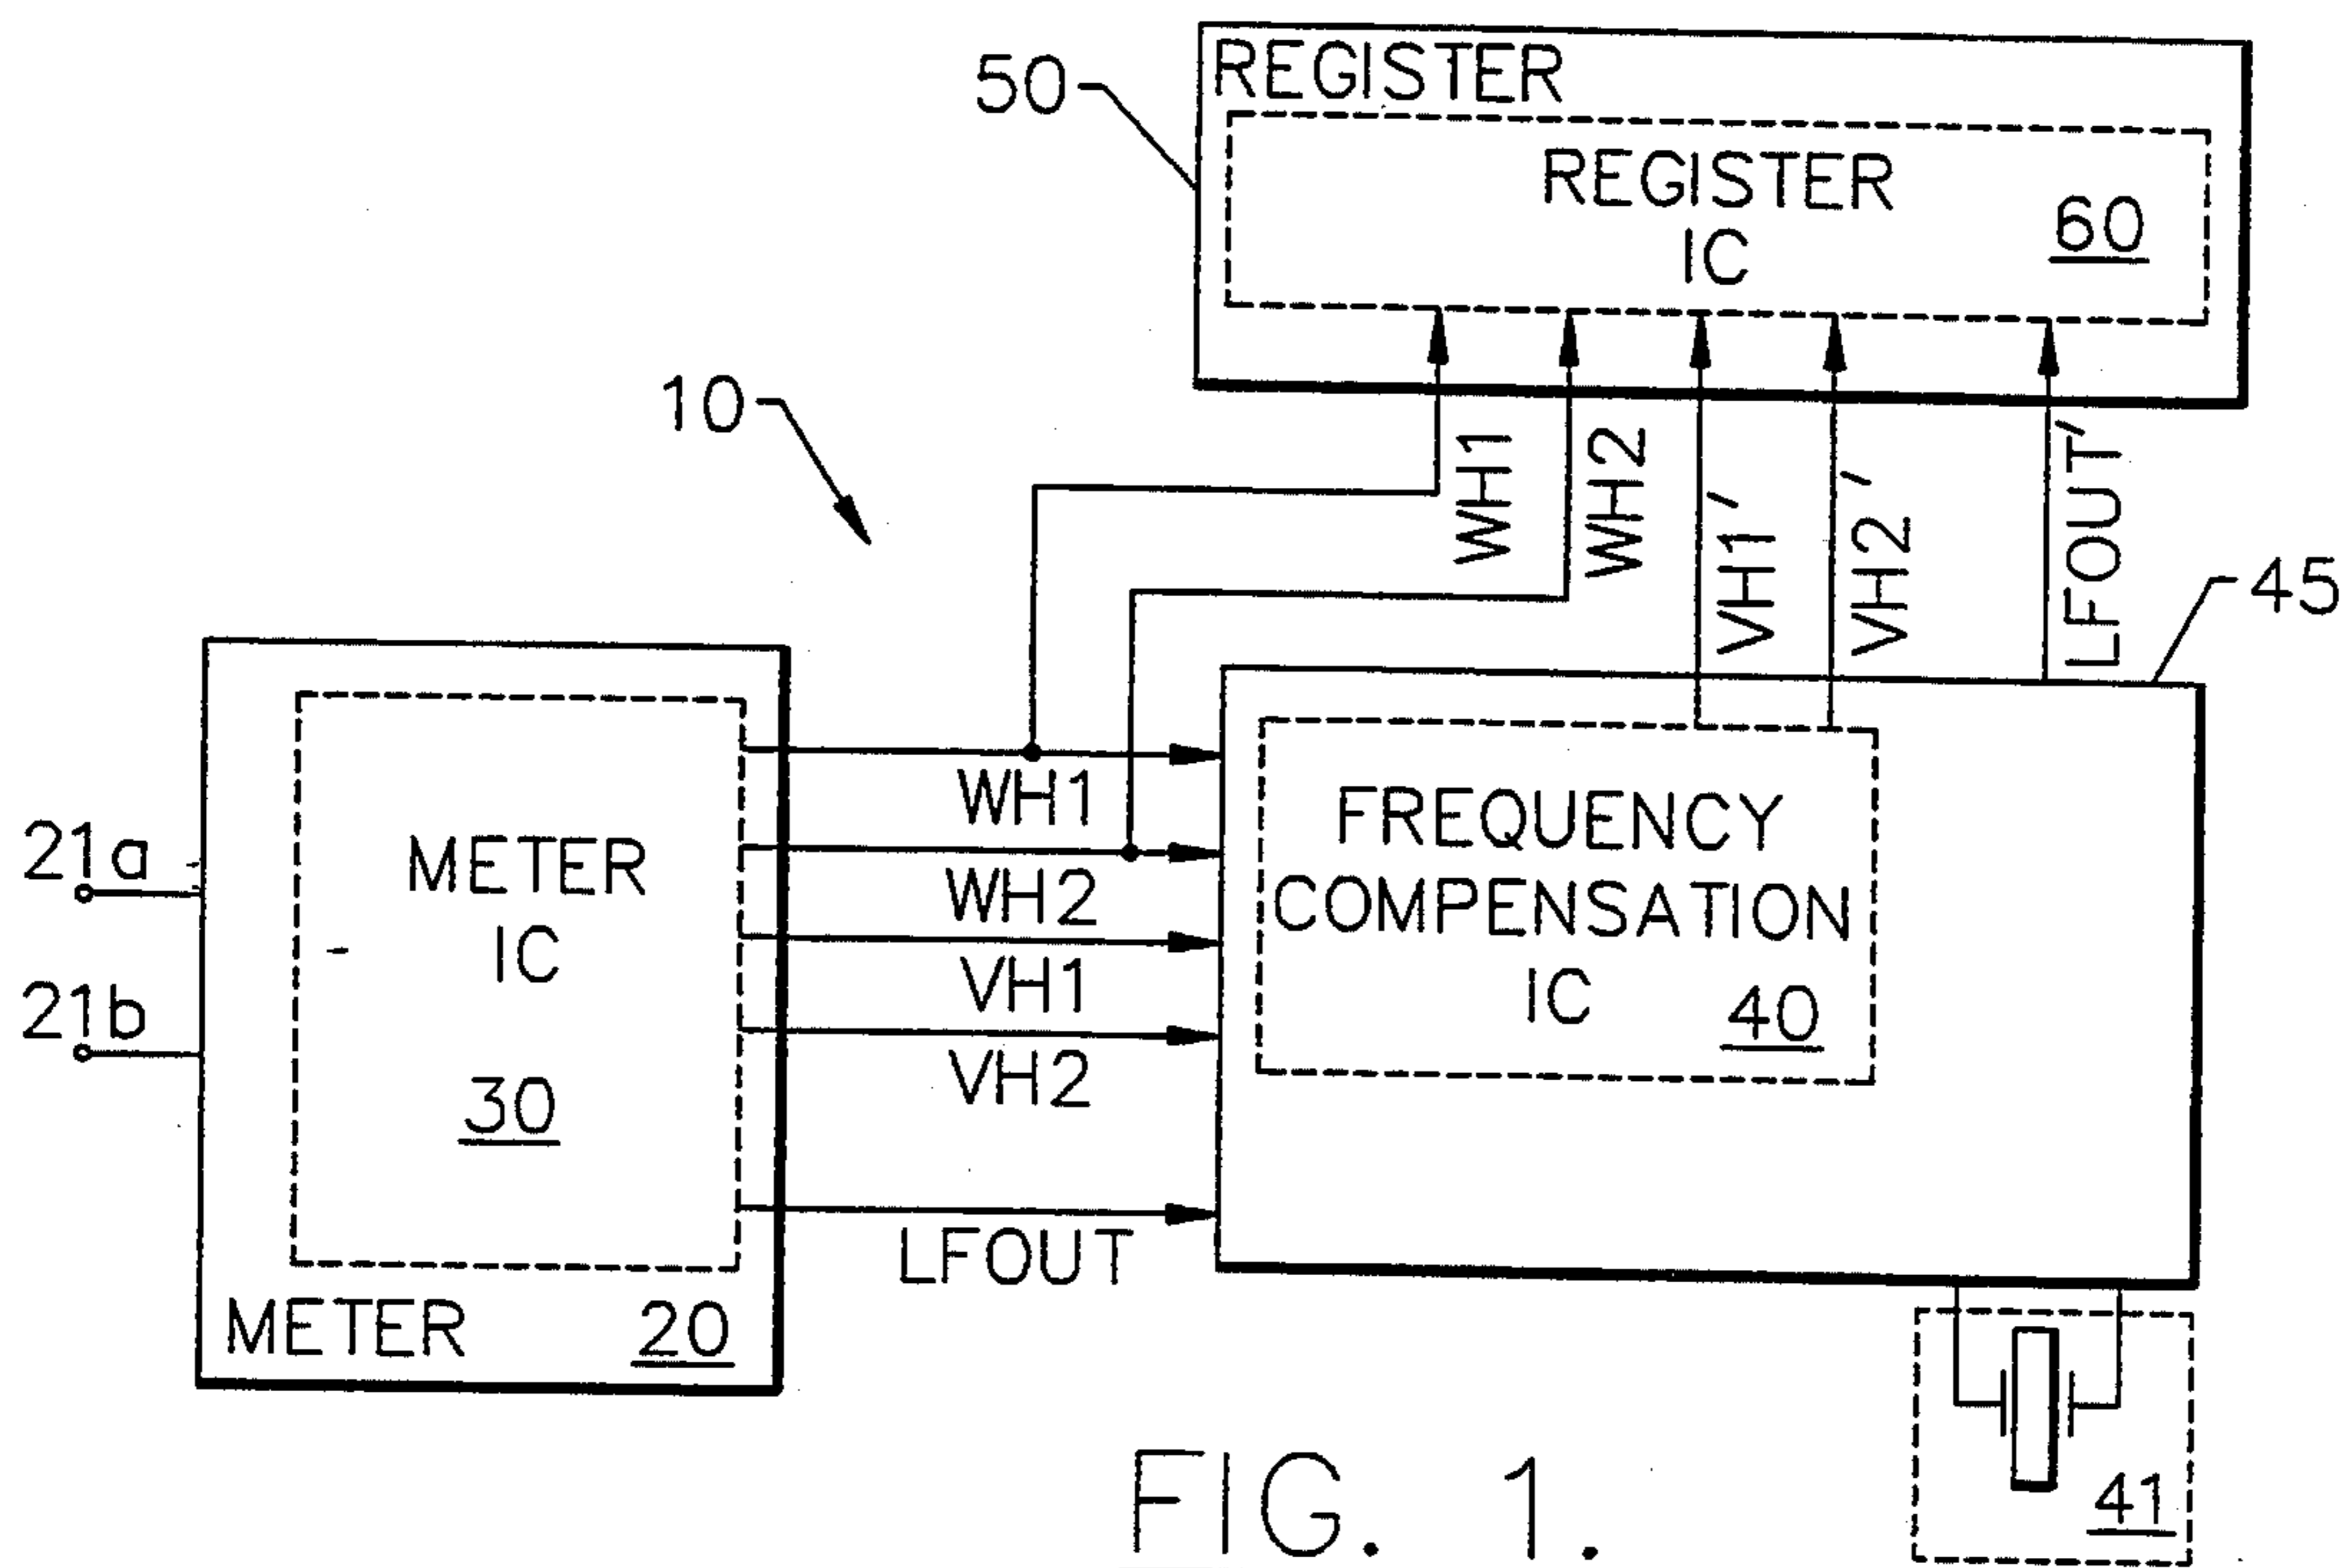 50
REGISTER
REGISTER
IC
60
10
WH1
WH2
VH1'
VH2'
LFOUT'
45
21a
21b
METER
IC
30
METER
20
WH1
WH2
VH1
VH2
LFOUT
FREQUENCY
COMPENSATION
IC
40
41
FIG. 1.